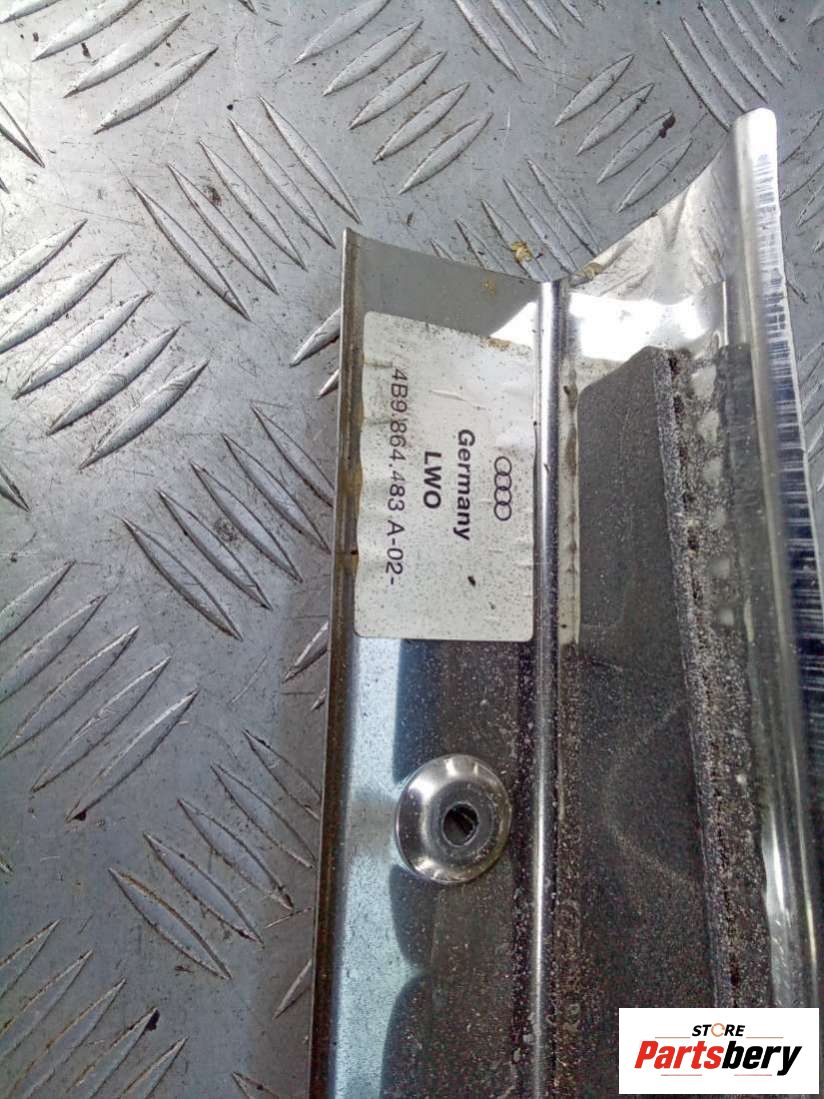 Germany
LWO
4B9.864.483 A-02-
STORE
Partsbery